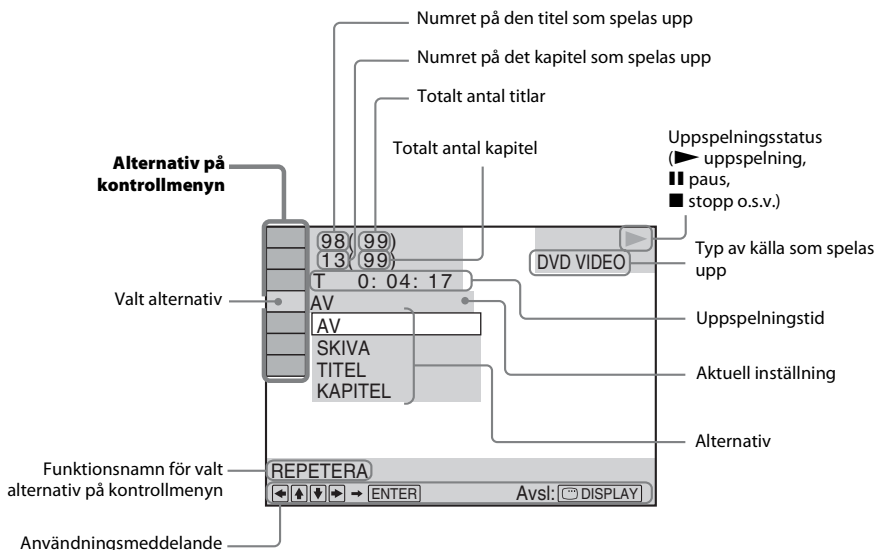 Numret på den titel som spelas upp
Numret på det kapitel som spelas upp
Totalt antal titlar
Totalt antal kapitel
Uppspelningsstatus
(▶ uppspelning,
⏸ paus,
■ stopp o.s.v.)
Alternativ på
kontrollmenyn
98( 99)
13( 99)
DVD VIDEO
Typ av källa som spelas
upp
T 0: 04: 17
Valt alternativ
AV
AV
SKIVA
TITEL
KAPITEL
Uppspelningstid
Aktuell inställning
Alternativ
Funktionsnamn för valt
alternativ på kontrollmenyn
REPETERA
ENTER Avsl: DISPLAY
Användningsmeddelande